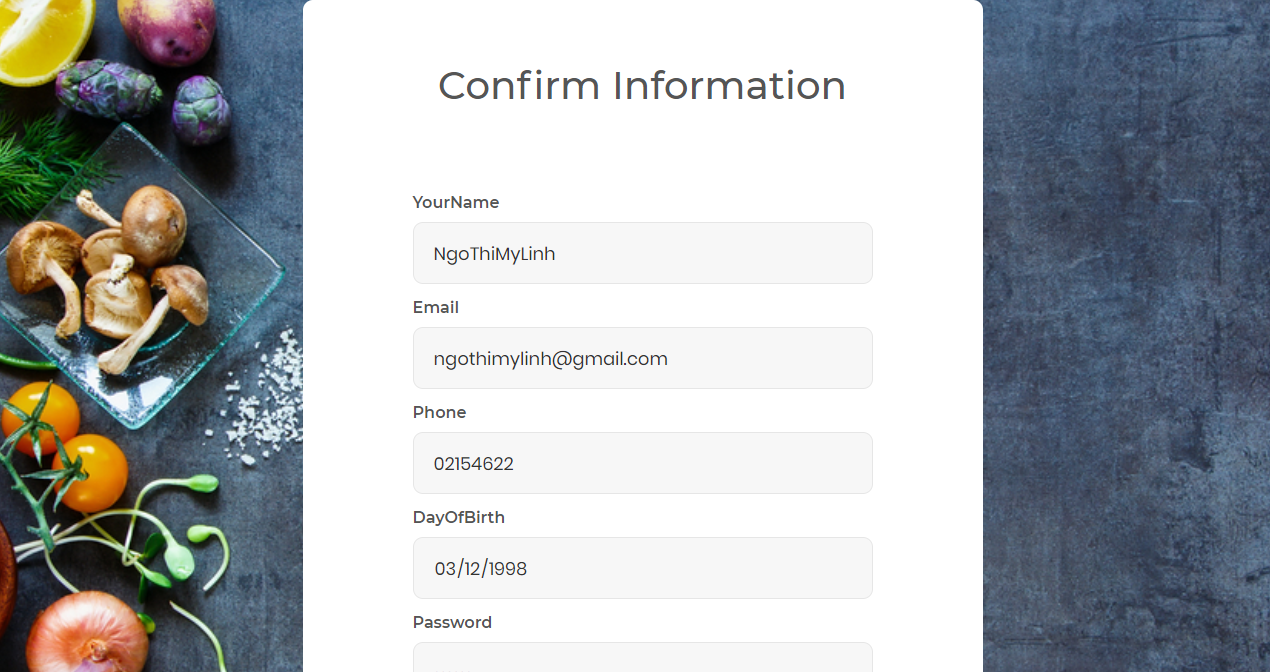 Confirm Information
YourName
NgoThiMyLinh
Email
ngothimylinh@gmail.com
Phone
02154622
DayOfBirth
03/12/1998
Password